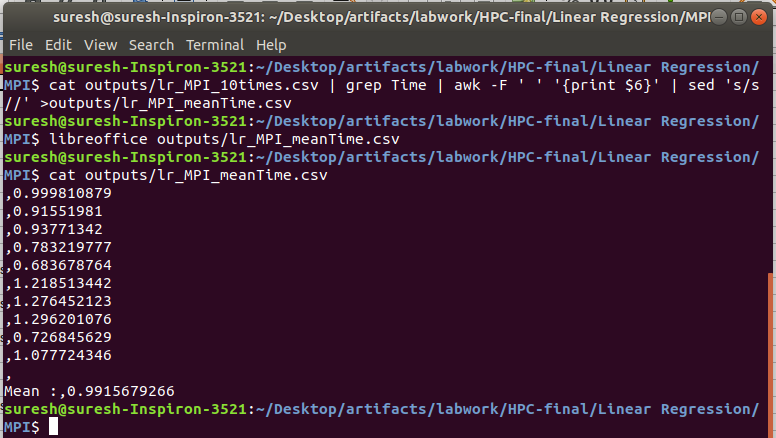 suresh@suresh-Inspiron-3521: ~/Desktop/artifacts/labwork/HPC-final/Linear Regression/MPI
File Edit View Search Terminal Help
suresh@suresh-Inspiron-3521:~/Desktop/artifacts/labwork/HPC-final/Linear Regression/
MPI$ cat outputs/lr_MPI_10times.csv | grep Time | awk -F ' ' '{print $6}' | sed 's/s
//' >outputs/lr_MPI_meanTime.csv
suresh@suresh-Inspiron-3521:~/Desktop/artifacts/labwork/HPC-final/Linear Regression/
MPI$ libreoffice outputs/lr_MPI_meanTime.csv
suresh@suresh-Inspiron-3521:~/Desktop/artifacts/labwork/HPC-final/Linear Regression/
MPI$ cat outputs/lr_MPI_meanTime.csv
,0.999810879
,0.91551981
,0.93771342
,0.783219777
,0.683678764
,1.218513442
,1.276452123
,1.296201076
,0.726845629
,1.077724346
,
Mean :,0.9915679266
suresh@suresh-Inspiron-3521:~/Desktop/artifacts/labwork/HPC-final/Linear Regression/
MPI$